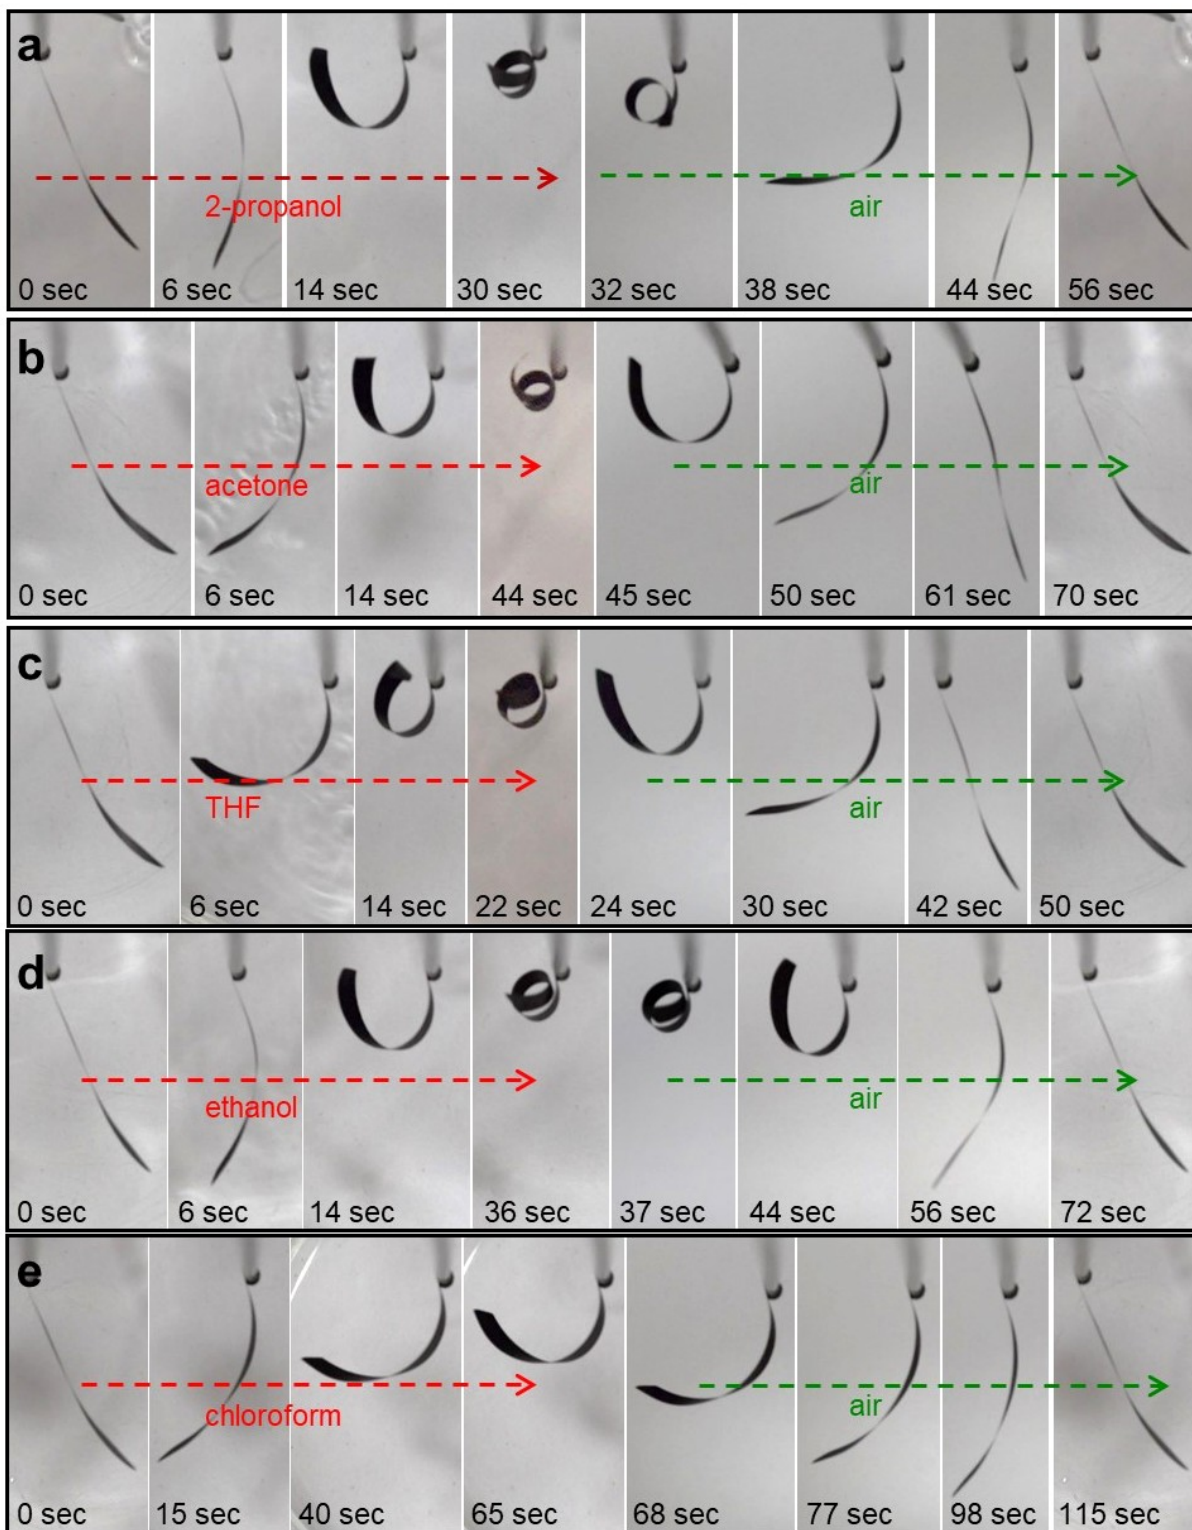 a
2-propanol
air
0 sec 6 sec 14 sec 30 sec 32 sec 38 sec 44 sec 56 sec
b
acetone
air
0 sec 6 sec 14 sec 44 sec 45 sec 50 sec 61 sec 70 sec
c
THF
air
0 sec 6 sec 14 sec 22 sec 24 sec 30 sec 42 sec 50 sec
d
ethanol
air
0 sec 6 sec 14 sec 36 sec 37 sec 44 sec 56 sec 72 sec
e
chloroform
air
0 sec 15 sec 40 sec 65 sec 68 sec 77 sec 98 sec 115 sec